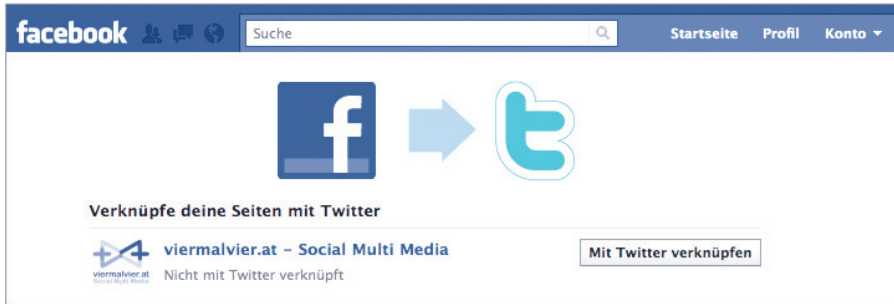 facebook Suche Startseite Profil Konto
f t
Verknüpfe deine Seiten mit Twitter
viermalvier.at – Social Multi Media Mit Twitter verknüpfen
Nicht mit Twitter verknüpft
viermalvier.at
Social Multi Media